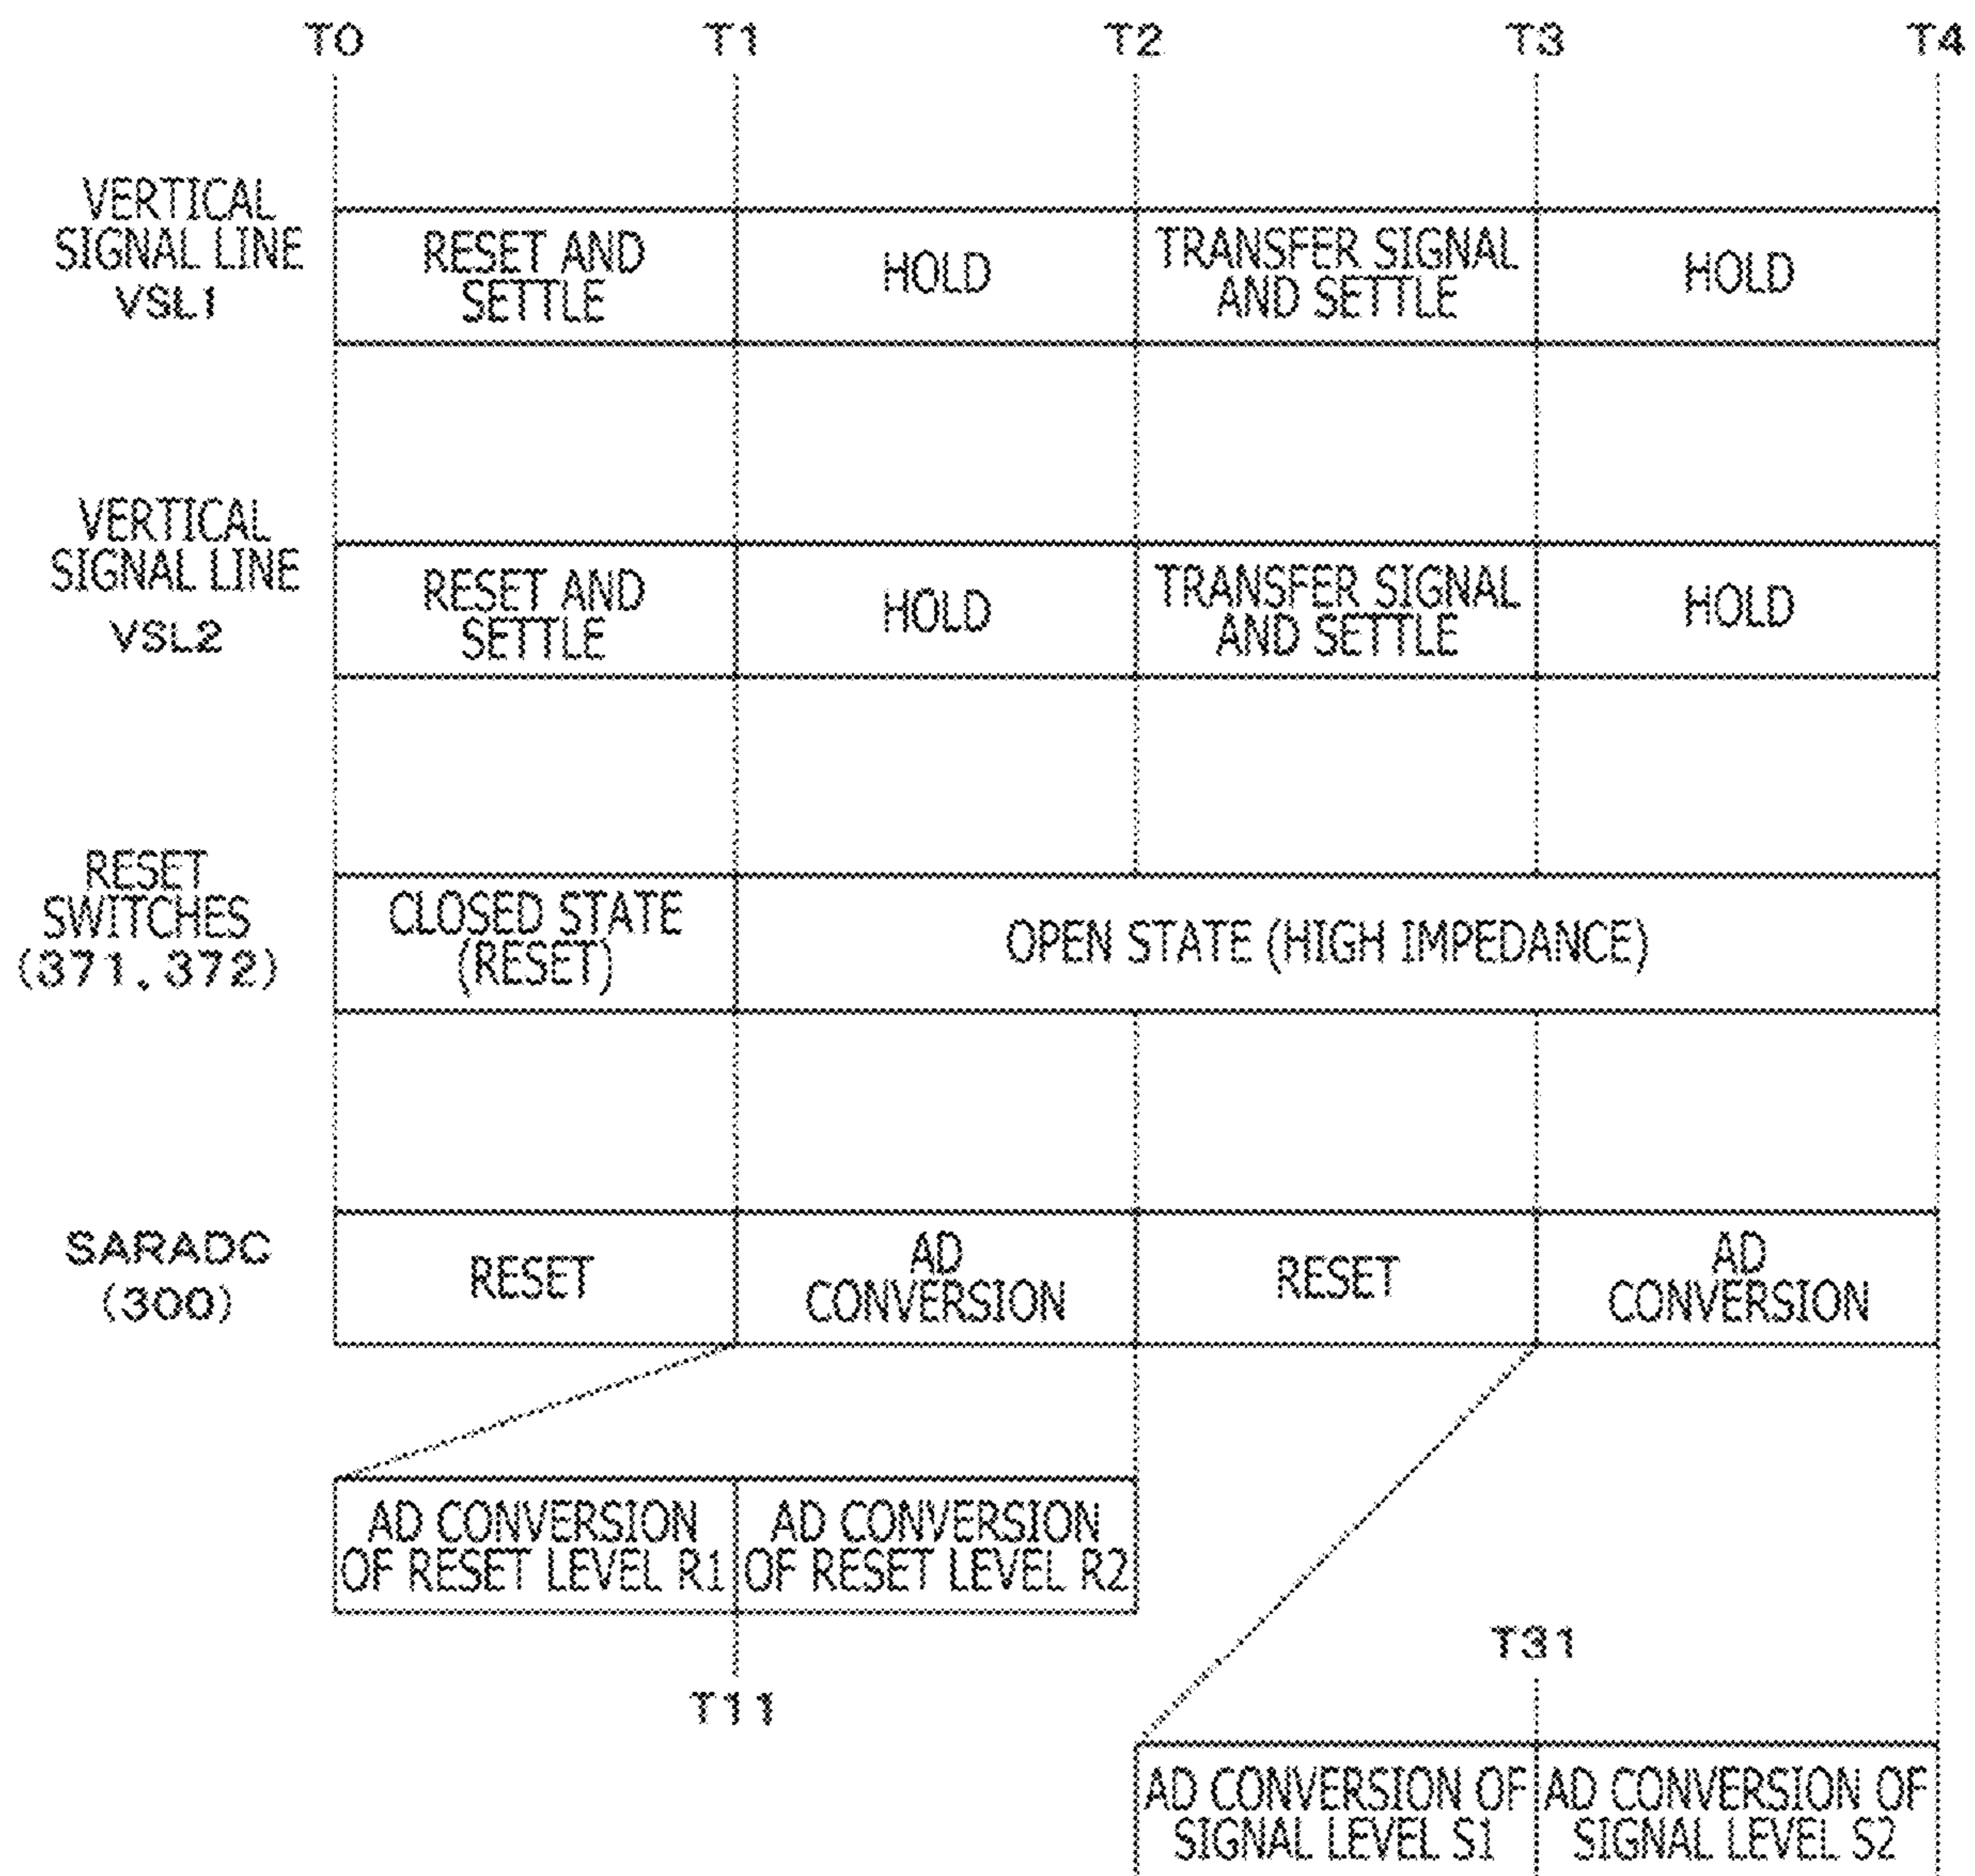 T0 T1 T2 T3 T4
VERTICAL
SIGNAL LINE
VSL1
RESET AND
SETTLE
HOLD
TRANSFER SIGNAL
AND SETTLE
HOLD
VERTICAL
SIGNAL LINE
VSL2
RESET AND
SETTLE
HOLD
TRANSFER SIGNAL
AND SETTLE
HOLD
RESET
SWITCHES
(371, 372)
CLOSED STATE
(RESET)
OPEN STATE (HIGH IMPEDANCE)
SARADC
(300)
RESET
AD
CONVERSION
RESET
AD
CONVERSION
AD CONVERSION
OF RESET LEVEL R1
AD CONVERSION
OF RESET LEVEL R2
T11
T31
AD CONVERSION OF
SIGNAL LEVEL S1
AD CONVERSION OF
SIGNAL LEVEL S2